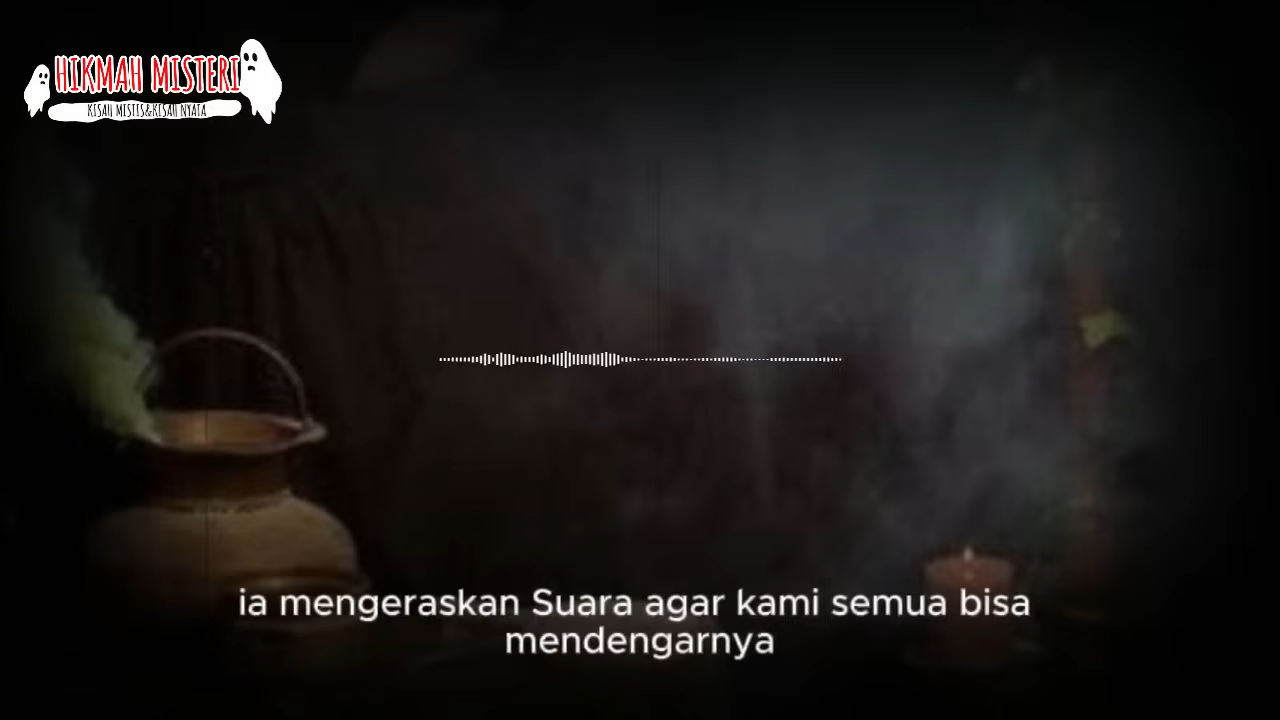 HIKMAH MISTERI
KISAH MISTIS&KISAH NYATA
ia mengeraskan Suara agar kami semua bisa
mendengarnya